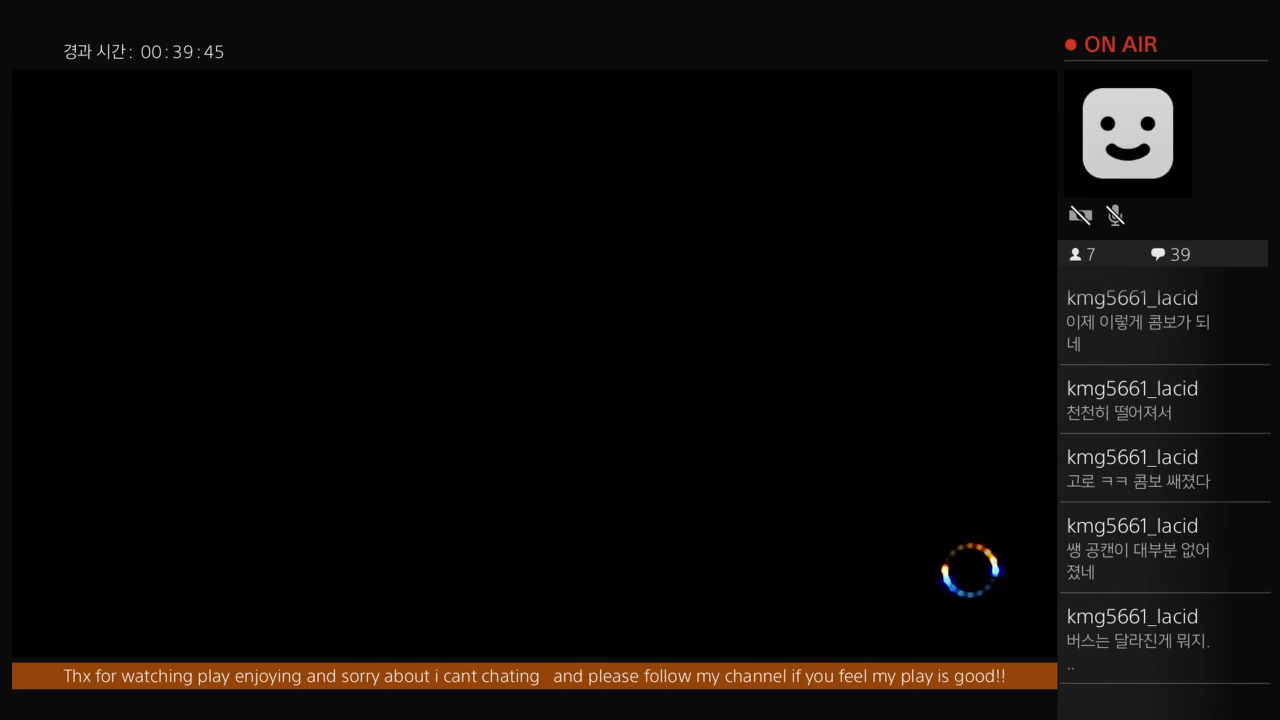 경과 시간: 00:39:45
ON AIR
7 39
kmg5661_lacid
이제 이렇게 콤보가 되
네
kmg5661_lacid
천천히 떨어져서
kmg5661_lacid
고로 ㅋㅋ 콤보 쌔졌다
kmg5661_lacid
쌩 공캔이 대부분 없어
졌네
kmg5661_lacid
버스는 달라진게 뭐지.
..
Thx for watching play enjoying and sorry about i cant chating and please follow my channel if you feel my play is good!!